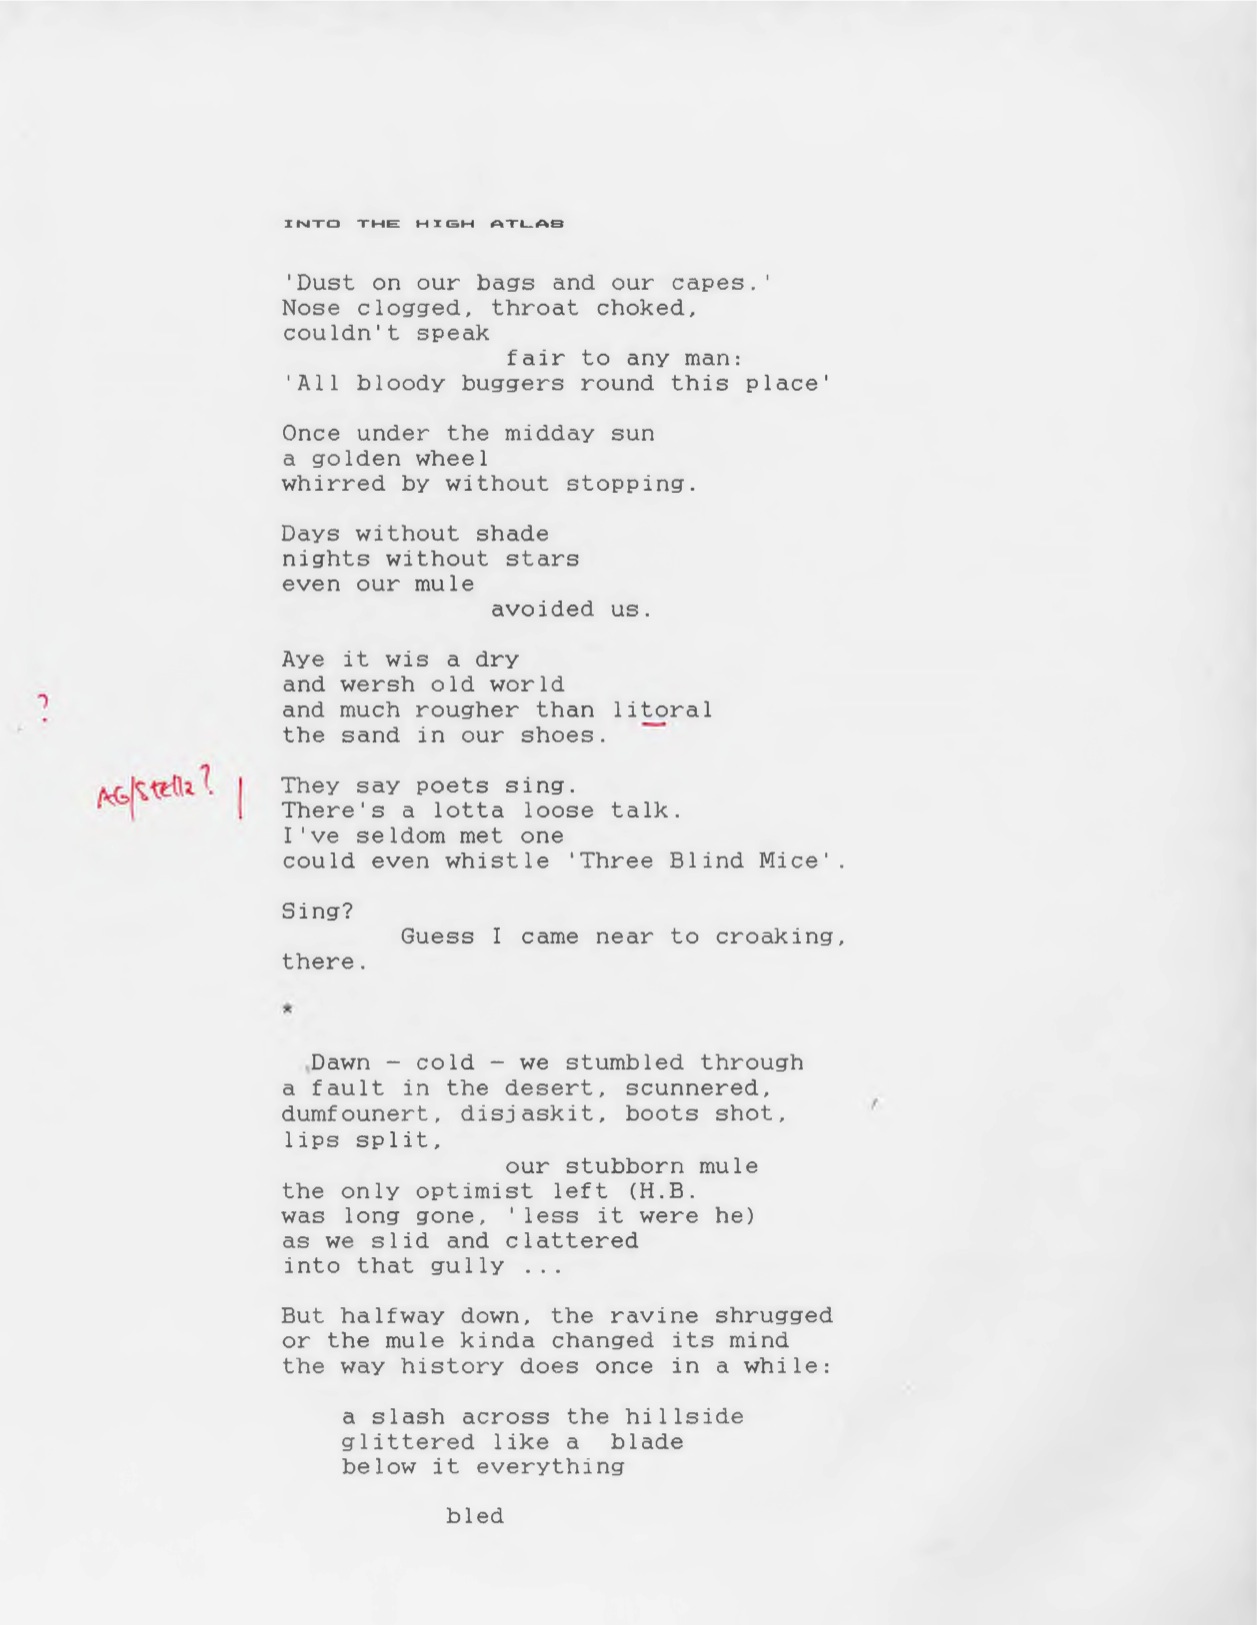 INTO THE HIGH ATLAS
'Dust on our bags and our capes.'
Nose clogged, throat choked,
couldn't speak
fair to any man:
'All bloody buggers round this place'
Once under the midday sun
a golden wheel
whirred by without stopping.
Days without shade
nights without stars
even our mule
avoided us.
Aye it wis a dry
and wersh old world
? and much rougher than litoral
the sand in our shoes.
AG/Stella? They say poets sing.
There's a lotta loose talk.
I've seldom met one
could even whistle 'Three Blind Mice'.
Sing?
Guess I came near to croaking,
there.
*
Dawn – cold – we stumbled through
a fault in the desert, scunnered,
dumfounert, disjaskit, boots shot,
lips split,
our stubborn mule
the only optimist left (H.B.
was long gone, 'less it were he)
as we slid and clattered
into that gully ...
But halfway down, the ravine shrugged
or the mule kinda changed its mind
the way history does once in a while:
a slash across the hillside
glittered like a  blade
below it everything
bled